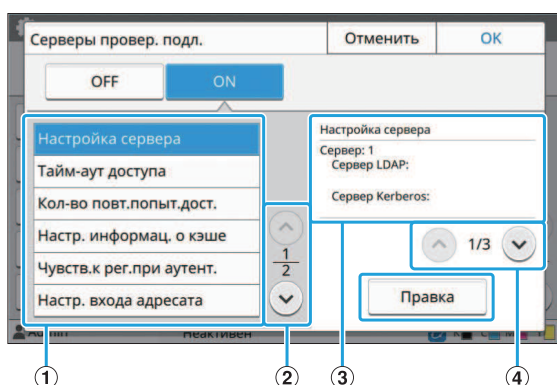 Серверы провер. подл.
Отменить
OK
OFF
ON
Настройка сервера
Тайм-аут доступа
Кол-во повт.попыт.дост.
Настр. информац. о кэше
Чувств.к рег.при аутент.
Настр. входа адресата
1
2
Настройка сервера
Сервер: 1
Сервер LDAP:
Сервер Kerberos:
1/3
Правка
Admin
Неактивен
1
2
3
4